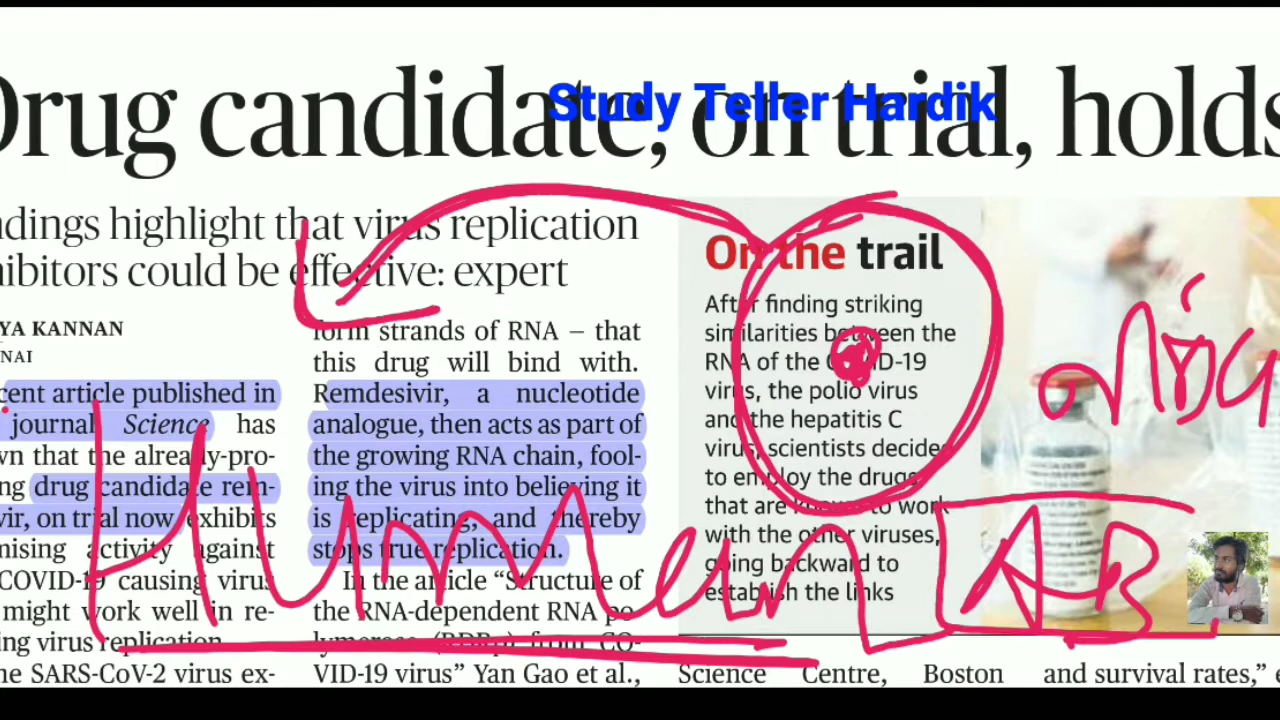 Drug candidate, on trial, holds
Study Teller Hardik
ndings highlight that virus replication
hibitors could be effective: expert
YA KANNAN
NAI
cent article published in
journal Science has
wn that the already-pro-
ng drug candidate rem-
vir, on trial now exhibits
mising activity against
COVID-19 causing virus
might work well in re-
ing virus replication
he SARS-CoV-2 virus ex-
form strands of RNA – that
this drug will bind with.
Remdesivir, a nucleotide
analogue, then acts as part of
the growing RNA chain, fool-
ing the virus into believing it
is replicating, and thereby
stops true replication.
In the article “Structure of
the RNA-dependent RNA po-
lymerase (RDRp) from CO-
VID-19 virus” Yan Gao et al.,
On the trail
After finding striking
similarities between the
RNA of the COVID-19
virus, the polio virus
and the hepatitis C
virus, scientists decided
to employ the drugs
that are known to work
with the other viruses,
going backward to
establish the links
Science Centre, Boston
and survival rates,”
Human
AB